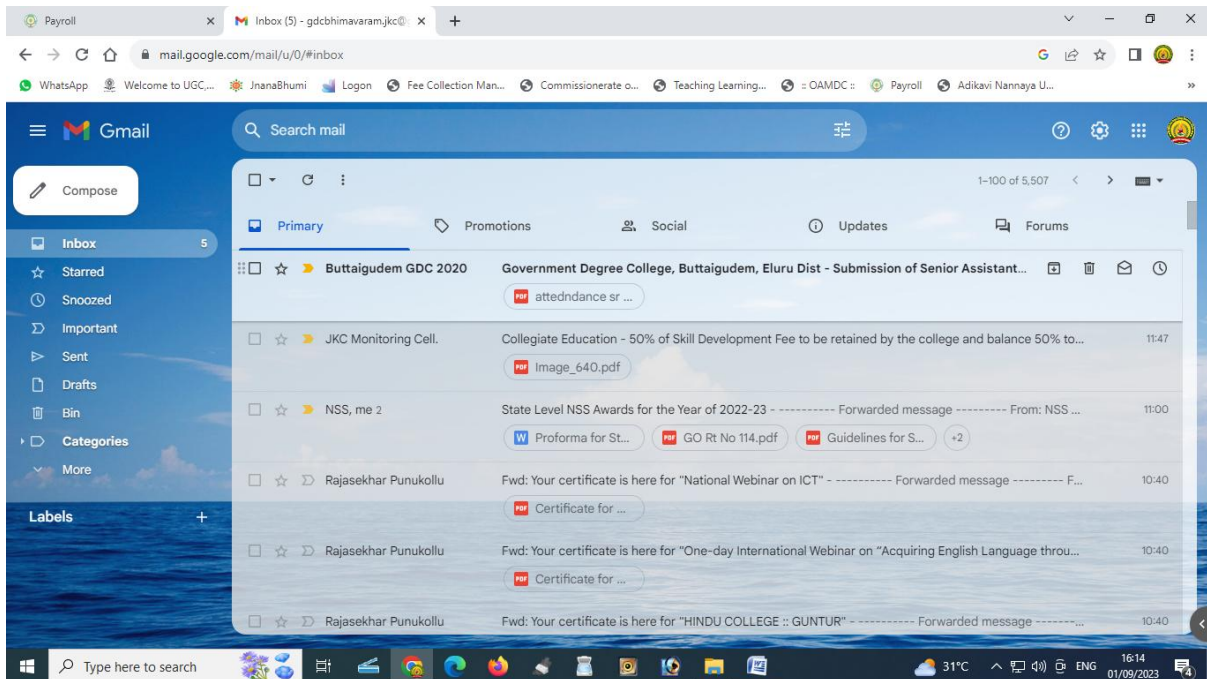 Payroll
Inbox (5) - gdcbhimavaram.jkc@
mail.google.com/mail/u/0/#inbox
WhatsApp Welcome to UGC,... JnanaBhumi Logon Fee Collection Man... Commissionerate o... Teaching Learning... :: OAMDC :: Payroll Adikavi Nannaya U...
Gmail
Search mail
Compose
1–100 of 5,507
Primary Promotions Social Updates Forums
Inbox 5
Starred
Snoozed
Important
Sent
Drafts
Bin
Categories
More
Labels
Buttaigudem GDC 2020 Government Degree College, Buttaigudem, Eluru Dist - Submission of Senior Assistant...
PDF attedndance sr ...
JKC Monitoring Cell. Collegiate Education - 50% of Skill Development Fee to be retained by the college and balance 50% to... 11:47
PDF Image_640.pdf
NSS, me 2 State Level NSS Awards for the Year of 2022-23 - ---------- Forwarded message --------- From: NSS ... 11:00
W Proforma for St... PDF GO Rt No 114.pdf PDF Guidelines for S... +2
Rajasekhar Punukollu Fwd: Your certificate is here for "National Webinar on ICT" - ---------- Forwarded message --------- F... 10:40
PDF Certificate for ...
Rajasekhar Punukollu Fwd: Your certificate is here for "One-day International Webinar on "Acquiring English Language throu... 10:40
PDF Certificate for ...
Rajasekhar Punukollu Fwd: Your certificate is here for "HINDU COLLEGE :: GUNTUR" - ---------- Forwarded message -------... 10:40
Type here to search
31°C ENG 16:14
01/09/2023
4